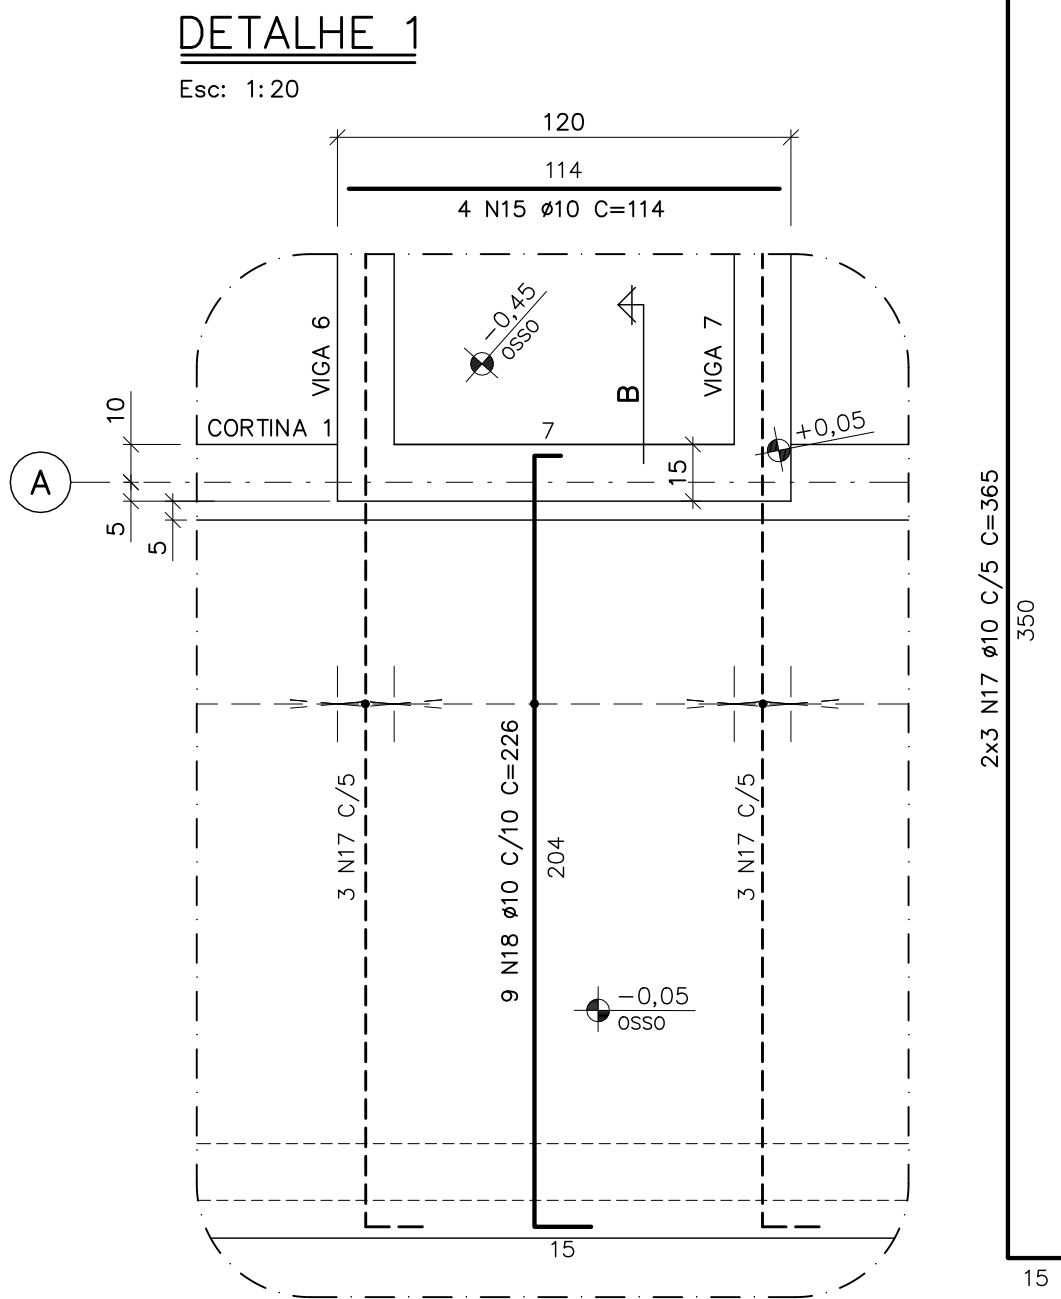 DETALHE 1
Esc: 1:20
120
114
4 N15 ø10 C=114
-0,45
OSSO
VIGA 6
VIGA 7
B
10
CORTINA 1
7
+0,05
A
15
5
5
2x3 N17 ø10 C/5 C=365
350
3 N17 C/5
9 N18 ø10 C/10 C=226
204
3 N17 C/5
-0,05
OSSO
15
15